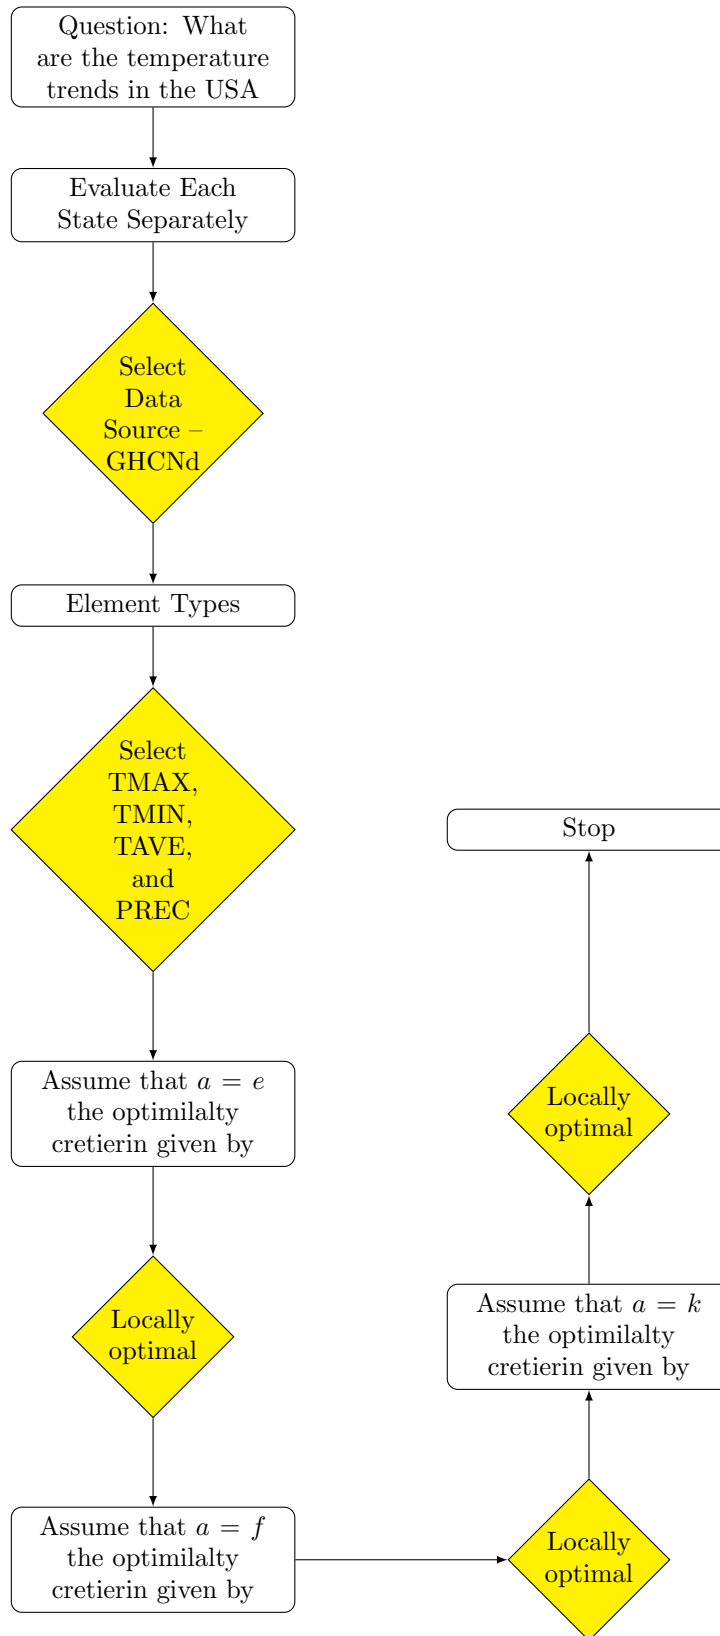 Question: What
are the temperature
trends in the USA
Evaluate Each
State Separately
Select
Data
Source –
GHCNd
Element Types
Select
TMAX,
TMIN,
TAVE,
and
PREC
Assume that a = e
the optimilalty
cretierin given by
Locally
optimal
Assume that a = f
the optimilalty
cretierin given by
Locally
optimal
Assume that a = k
the optimilalty
cretierin given by
Locally
optimal
Stop